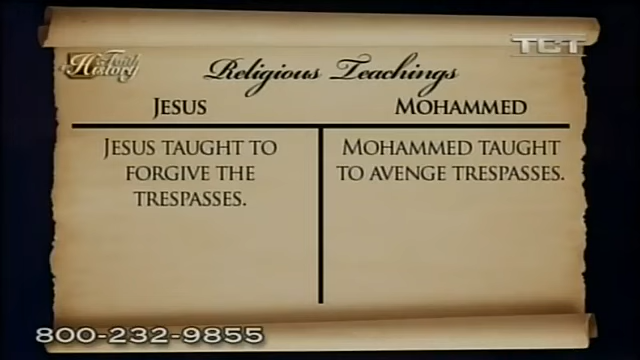 TCT
Faith
History
Religious Teachings
JESUS
MOHAMMED
JESUS TAUGHT TO
FORGIVE THE
TRESPASSES.
MOHAMMED TAUGHT
TO AVENGE TRESPASSES.
800-232-9855